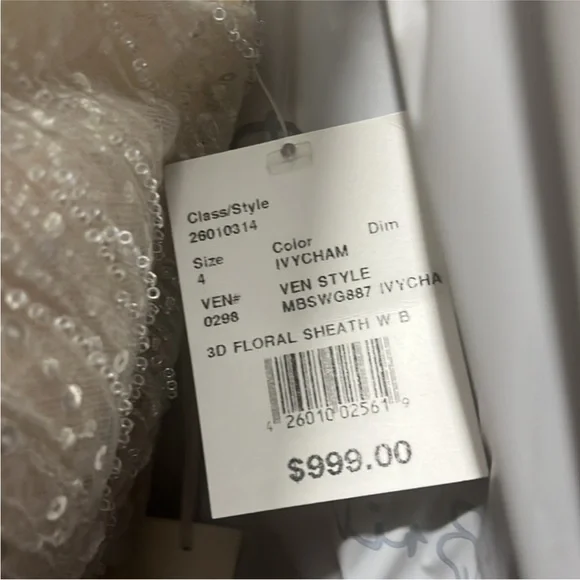 Class/Style
26010314
Size Color Dim
4 IVYCHAM
VEN# VEN STYLE
0298 MBSWG887 IVYCHA
3D FLORAL SHEATH W B
4 26010 02561 9
$999.00